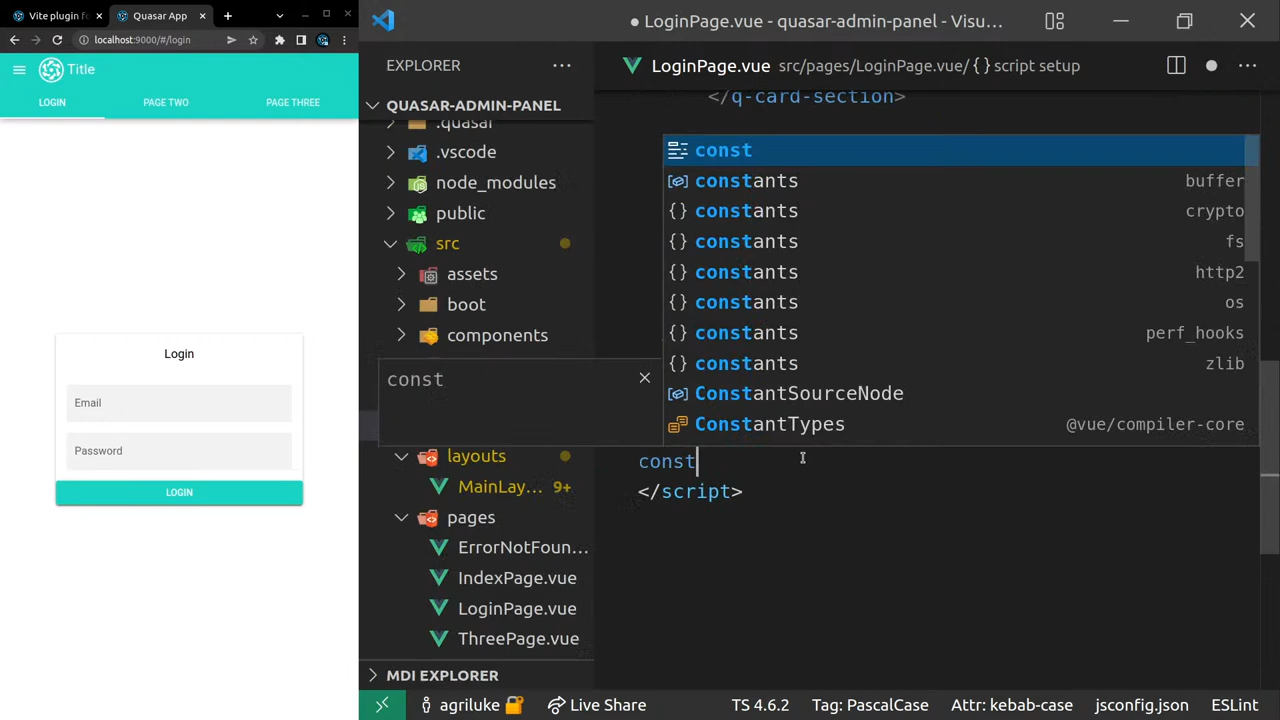 Vite plugin for
Quasar App
localhost:9000/#/login
Title
LOGIN
PAGE TWO
PAGE THREE
Login
Email
Password
LOGIN
LoginPage.vue - quasar-admin-panel - Visu…
EXPLORER
LoginPage.vue src/pages/LoginPage.vue/ {} script setup
QUASAR-ADMIN-PANEL
.quasar
.vscode
node_modules
public
src
assets
boot
components
layouts
MainLay… 9+
pages
ErrorNotFoun…
IndexPage.vue
LoginPage.vue
ThreePage.vue
MDI EXPLORER
</q-card-section>
const
constants buffer
constants crypto
constants fs
constants http2
constants os
constants perf_hooks
constants zlib
ConstantSourceNode
ConstantTypes @vue/compiler-core
const
const
</script>
agriluke
Live Share
TS 4.6.2
Tag: PascalCase
Attr: kebab-case
jsconfig.json
ESLint